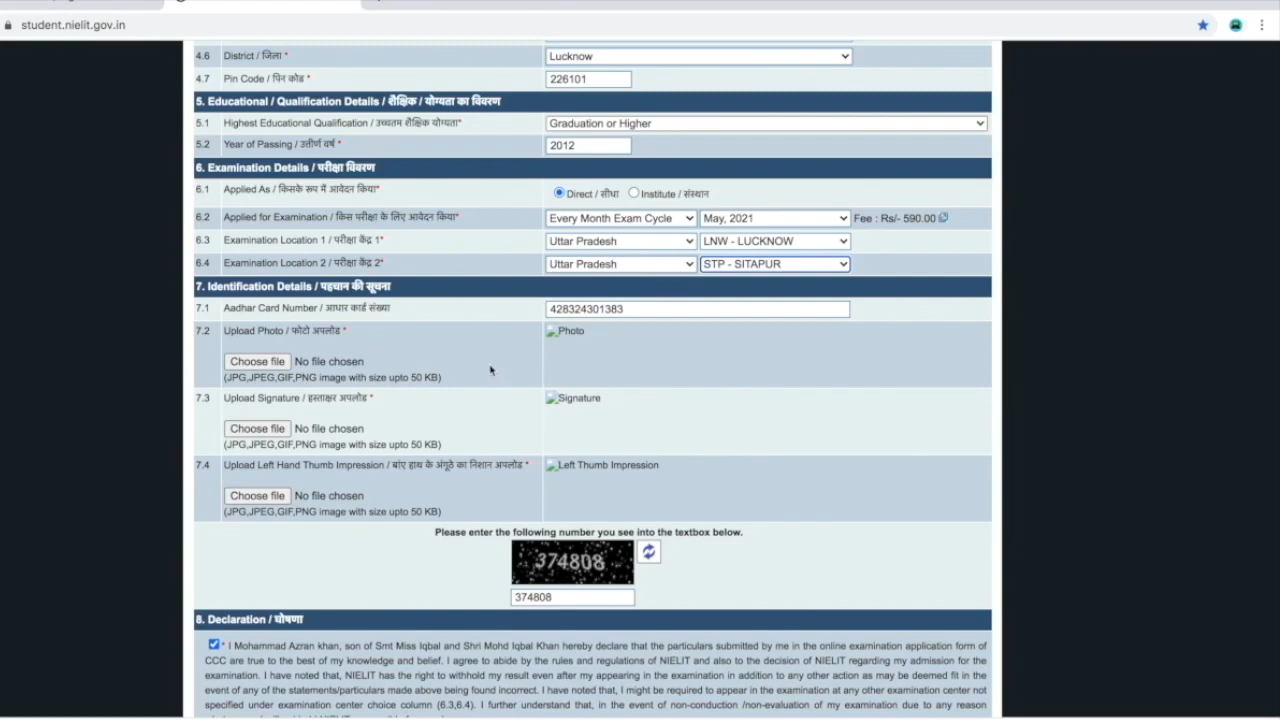 student.nielit.gov.in
4.6 District / जिला * Lucknow
4.7 Pin Code / पिन कोड * 226101
5. Educational / Qualification Details / शैक्षिक / योग्यता का विवरण
5.1 Highest Educational Qualification / उच्चतम शैक्षिक योग्यता* Graduation or Higher
5.2 Year of Passing / उत्तीर्ण वर्ष * 2012
6. Examination Details / परीक्षा विवरण
6.1 Applied As / किसके रूप में आवेदन किया* Direct / सीधा Institute / संस्थान
6.2 Applied for Examination / किस परीक्षा के लिए आवेदन किया* Every Month Exam Cycle May, 2021 Fee : Rs/- 590.00
6.3 Examination Location 1 / परीक्षा केंद्र 1* Uttar Pradesh LNW - LUCKNOW
6.4 Examination Location 2 / परीक्षा केंद्र 2* Uttar Pradesh STP - SITAPUR
7. Identification Details / पहचान की सूचना
7.1 Aadhar Card Number / आधार कार्ड संख्या 428324301383
7.2 Upload Photo / फोटो अपलोड * Photo
Choose file No file chosen
(JPG,JPEG,GIF,PNG image with size upto 50 KB)
7.3 Upload Signature / हस्ताक्षर अपलोड * Signature
Choose file No file chosen
(JPG,JPEG,GIF,PNG image with size upto 50 KB)
7.4 Upload Left Hand Thumb Impression / बांए हाथ के अंगूठे का निशान अपलोड * Left Thumb Impression
Choose file No file chosen
(JPG,JPEG,GIF,PNG image with size upto 50 KB)
Please enter the following number you see into the textbox below.
374808
374808
8. Declaration / घोषणा
* I Mohammad Azran khan, son of Smt Miss Iqbal and Shri Mohd Iqbal Khan hereby declare that the particulars submitted by me in the online examination application form of
CCC are true to the best of my knowledge and belief. I agree to abide by the rules and regulations of NIELIT and also to the decision of NIELIT regarding my admission for the
examination. I have noted that, NIELIT has the right to withhold my result even after my appearing in the examination in addition to any other action as may be deemed fit in the
event of any of the statements/particulars made above being found incorrect. I have noted that, I might be required to appear in the examination at any other examination center not
specified under examination center choice column (6.3,6.4). I further understand that, in the event of non-conduction /non-evaluation of my examination due to any reason